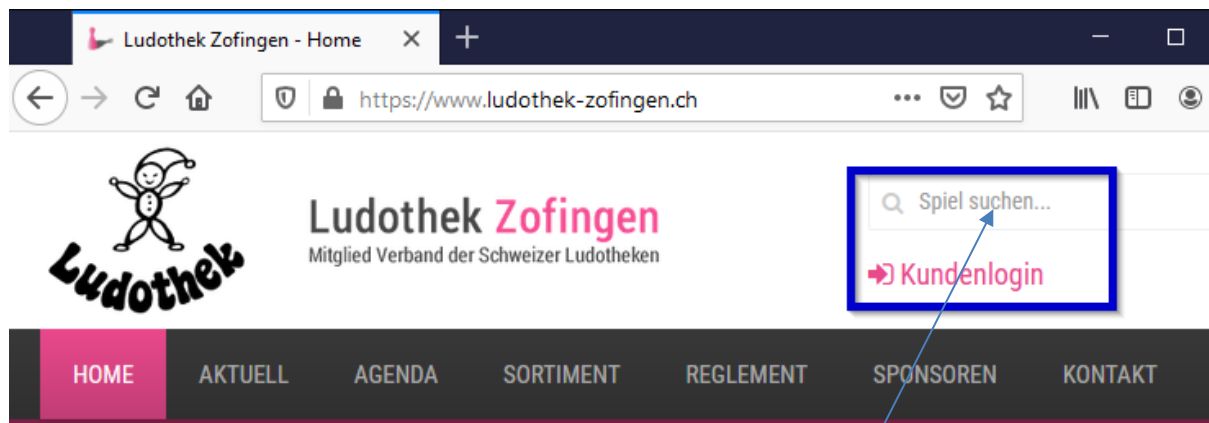 Ludothek Zofingen - Home
https://www.ludothek-zofingen.ch
Ludothek
Ludothek Zofingen
Mitglied Verband der Schweizer Ludotheken
Spiel suchen...
Kundenlogin
HOME AKTUELL AGENDA SORTIMENT REGLEMENT SPONSOREN KONTAKT